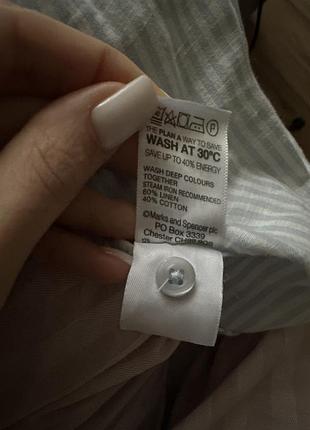 THE PLAN A WAY TO SAVE
WASH AT 30°C
SAVE UP TO 40% ENERGY
WASH DEEP COLOURS
TOGETHER
STEAM IRON RECOMMENDED
60% LINEN
40% COTTON
©Marks and Spencer plc
PO Box 3339
Chester